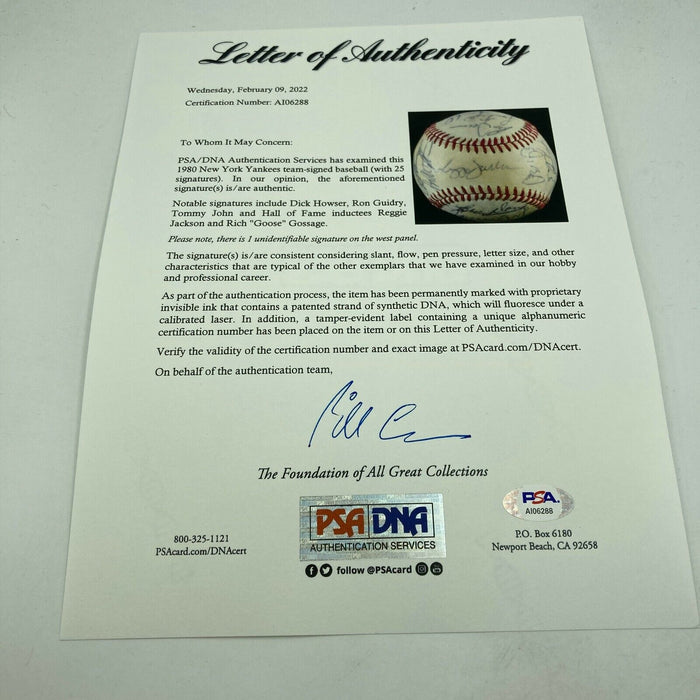 Letter of Authenticity
Wednesday, February 09, 2022
Certification Number: AI06288
To Whom It May Concern:
PSA/DNA Authentication Services has examined this
1980 New York Yankees team-signed baseball (with 25
signatures). In our opinion, the aforementioned
signature(s) is/are authentic.
Notable signatures include Dick Howser, Ron Guidry,
Tommy John and Hall of Fame inductees Reggie
Jackson and Rich "Goose" Gossage.
Please note, there is 1 unidentifiable signature on the west panel.
The signature(s) is/are consistent considering slant, flow, pen pressure, letter size, and other
characteristics that are typical of the other exemplars that we have examined in our hobby
and professional career.
As part of the authentication process, the item has been permanently marked with proprietary
invisible ink that contains a patented strand of synthetic DNA, which will fluoresce under a
calibrated laser. In addition, a tamper-evident label containing a unique alphanumeric
certification number has been placed on the item or on this Letter of Authenticity.
Verify the validity of the certification number and exact image at PSAcard.com/DNAcert.
On behalf of the authentication team,
The Foundation of All Great Collections
PSA DNA
AUTHENTICATION SERVICES
PSA
AI06288
800-325-1121
PSAcard.com/DNAcert
P.O. Box 6180
Newport Beach, CA 92658
follow @PSAcard